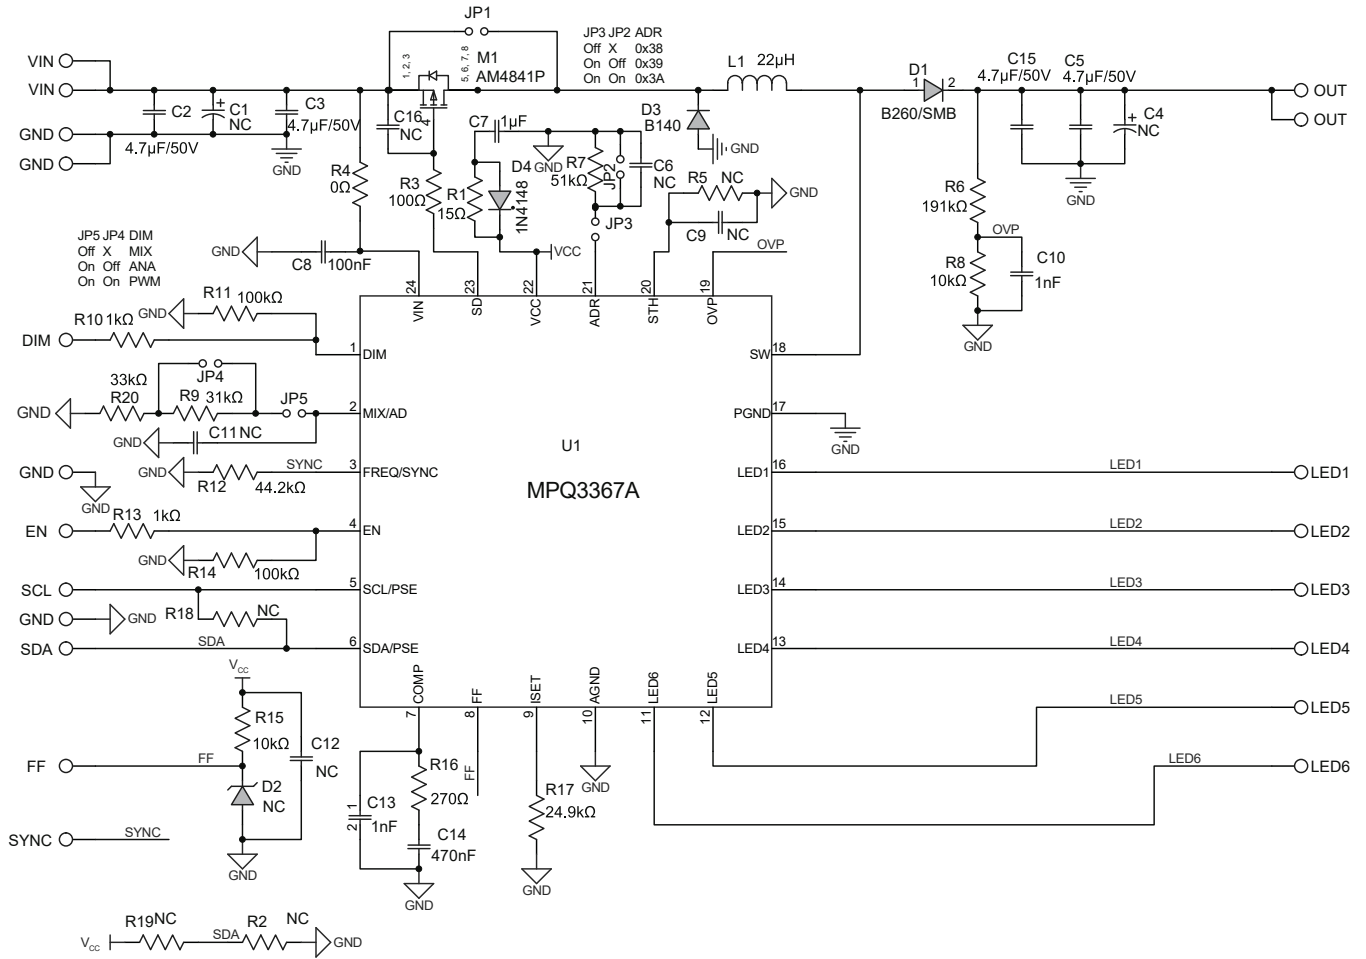 JP1
JP3 JP2 ADR
Off X 0x38
On Off 0x39
On On 0x3A
VIN
VIN
GND
GND
C2
4.7µF/50V
C1
+
NC
C3
4.7µF/50V
GND
1, 2, 3
5, 6, 7, 8
4
M1
AM4841P
C16
NC
R4
0Ω
R3
100Ω
C7
1µF
R1
15Ω
D4
1N4148
GND
R7
51kΩ
JP2
C6
NC
JP3
VCC
D3
B140
GND
L1
22µH
R5
NC
GND
C9
NC
OVP
D1
1
2
B260/SMB
C15
4.7µF/50V
C5
4.7µF/50V
C4
+
NC
GND
OUT
OUT
R6
191kΩ
OVP
R8
10kΩ
C10
1nF
GND
JP5 JP4 DIM
Off X MIX
On Off ANA
On On PWM
GND
C8
100nF
24
23
22
21
20
19
VIN
SD
VCC
ADR
STH
OVP
GND
R11
100kΩ
DIM
R10
1kΩ
1
DIM
SW
18
33kΩ
R20
GND
JP4
R9
31kΩ
JP5
2
MIX/AD
PGND
17
GND
GND
C11
NC
U1
MPQ3367A
GND
GND
GND
R12
44.2kΩ
SYNC
3
FREQ/SYNC
LED1
16
LED1
LED1
EN
R13
1kΩ
4
EN
LED2
15
LED2
LED2
GND
R14
100kΩ
SCL
5
SCL/PSE
LED3
14
LED3
LED3
GND
GND
R18
NC
SDA
SDA
6
SDA/PSE
LED4
13
LED4
LED4
COMP
FF
ISET
AGND
LED6
LED5
7
8
9
10
11
12
LED5
LED5
LED6
LED6
Vcc
R15
10kΩ
C12
NC
FF
FF
D2
NC
GND
SYNC
SYNC
1
2
C13
1nF
R16
270Ω
C14
470nF
GND
FF
R17
24.9kΩ
GND
GND
Vcc
R19
NC
SDA
R2
NC
GND